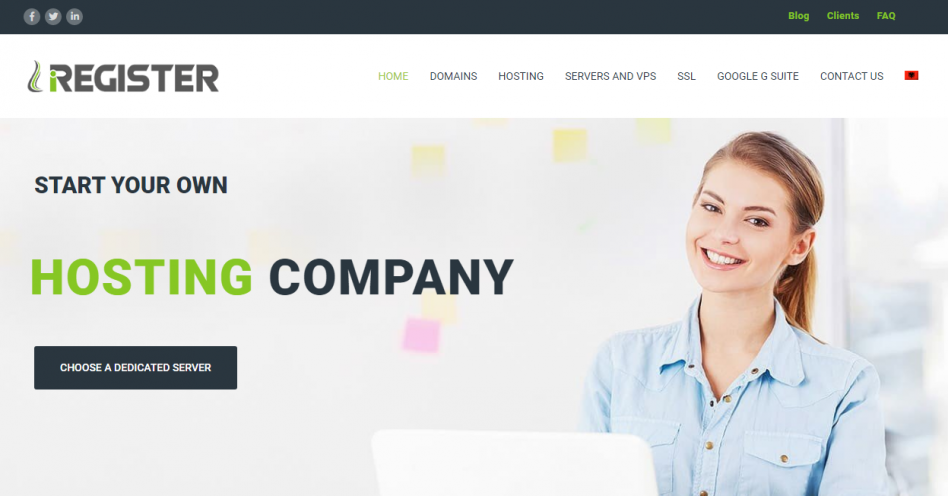 Blog Clients FAQ
iREGISTER
HOME DOMAINS HOSTING SERVERS AND VPS SSL GOOGLE G SUITE CONTACT US
START YOUR OWN
HOSTING COMPANY
CHOOSE A DEDICATED SERVER